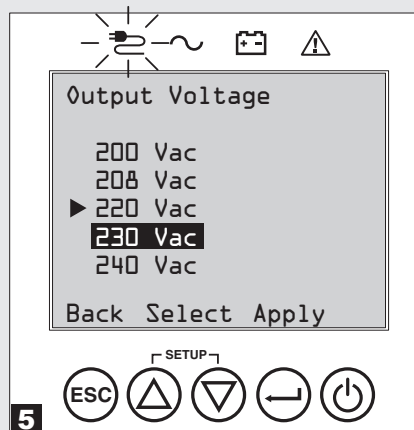 Output Voltage
200 Vac
208 Vac
220 Vac
230 Vac
240 Vac
Back Select Apply
SETUP
ESC
5